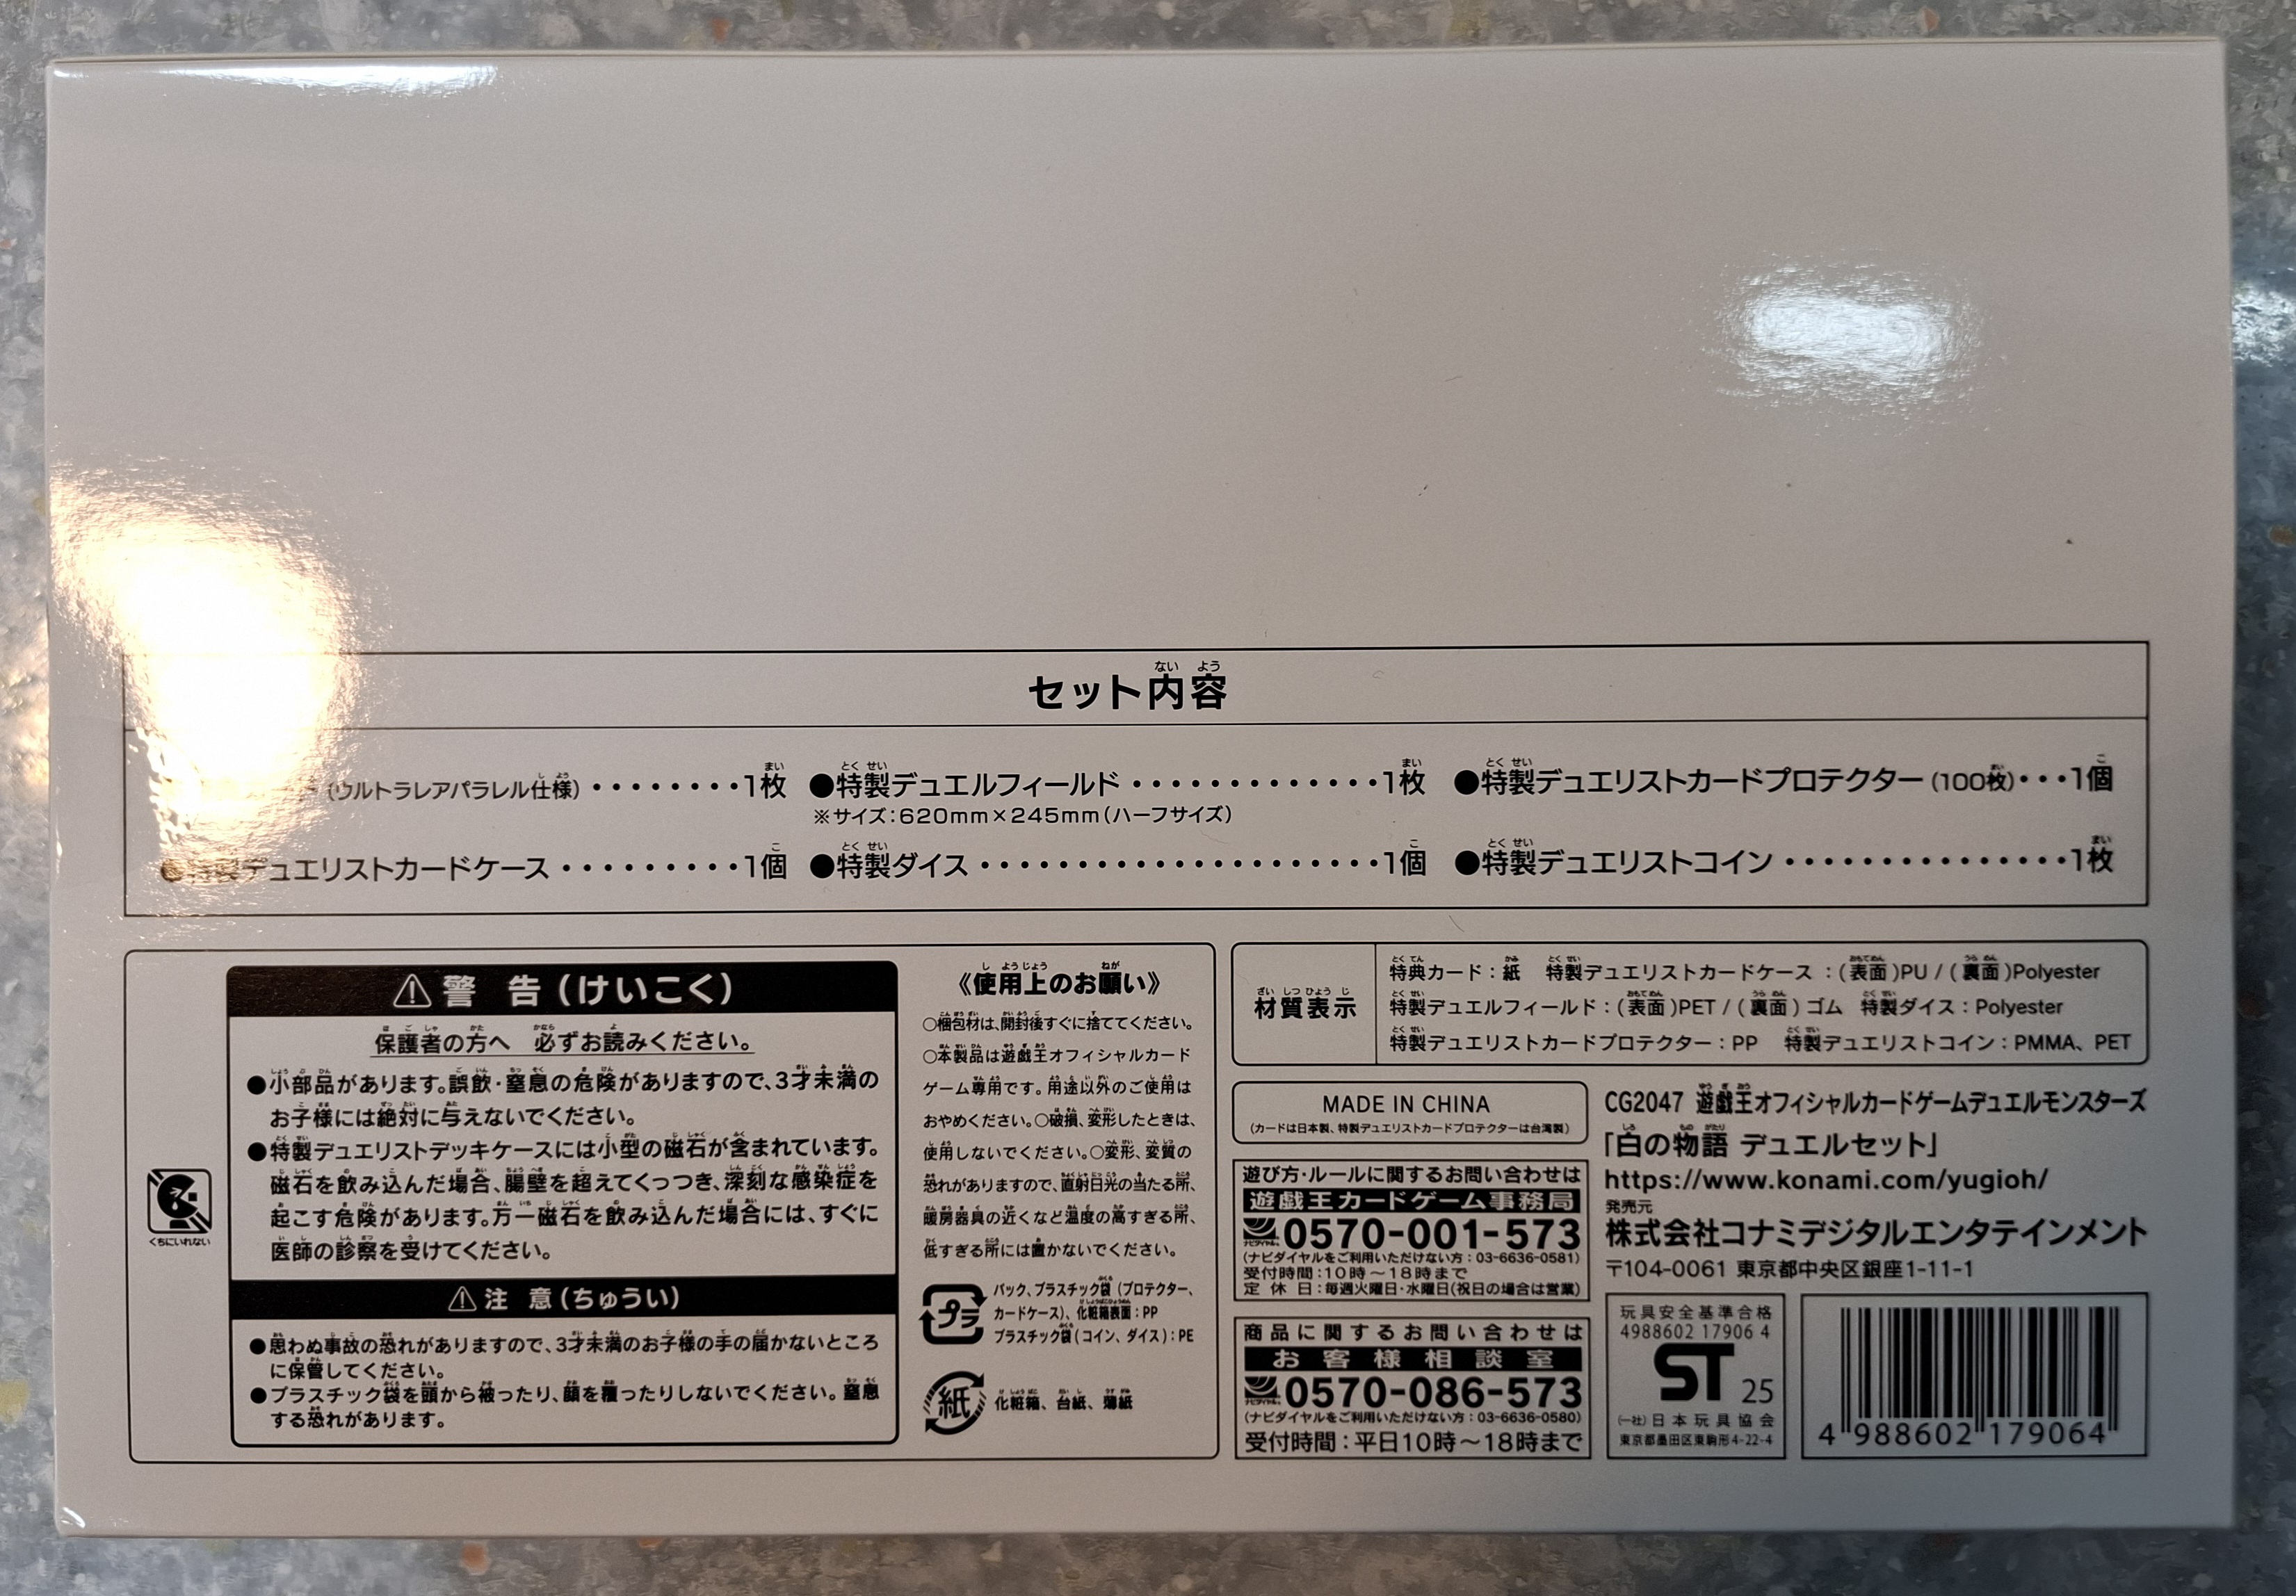 セット内容
(ウルトラレアパラレル仕様)・・・・・・・・1枚
●特製デュエルフィールド・・・・・・・・・・・・・1枚
※サイズ：620mm×245mm(ハーフサイズ)
●特製デュエリストカードプロテクター(100枚)・・・1個
●特製デュエリストカードケース・・・・・・・・・1個
●特製ダイス・・・・・・・・・・・・・・・・・・・・・1個
●特製デュエリストコイン・・・・・・・・・・・・・・・1枚
くちにいれない
⚠警 告(けいこく)
保護者の方へ 必ずお読みください。
●小部品があります。誤飲・窒息の危険がありますので、3才未満の
お子様には絶対に与えないでください。
●特製デュエリストデッキケースには小型の磁石が含まれています。
磁石を飲み込んだ場合、腸壁を超えてくっつき、深刻な感染症を
起こす危険があります。万一磁石を飲み込んだ場合には、すぐに
医師の診察を受けてください。
⚠注 意(ちゅうい)
●思わぬ事故の恐れがありますので、3才未満のお子様の手の届かないところ
に保管してください。
●プラスチック袋を頭から被ったり、顔を覆ったりしないでください。窒息
する恐れがあります。
《使用上のお願い》
○梱包材は、開封後すぐに捨ててください。
○本製品は遊戯王オフィシャルカード
ゲーム専用です。用途以外のご使用は
おやめください。○破損、変形したときは、
使用しないでください。○変形、変質の
恐れがありますので、直射日光の当たる所、
暖房器具の近くなど温度の高すぎる所、
低すぎる所には置かないでください。
プラ
パック、プラスチック袋(プロテクター、
カードケース)、化粧箱表面：PP
プラスチック袋(コイン、ダイス)：PE
紙
化粧箱、台紙、薄紙
材質表示
特典カード：紙 特製デュエリストカードケース：(表面)PU / (裏面)Polyester
特製デュエルフィールド：(表面)PET / (裏面)ゴム 特製ダイス：Polyester
特製デュエリストカードプロテクター：PP 特製デュエリストコイン：PMMA、PET
MADE IN CHINA
(カードは日本製、特製デュエリストカードプロテクターは台湾製)
遊び方・ルールに関するお問い合わせは
遊戯王カードゲーム事務局
ナビダイヤル 0570-001-573
(ナビダイヤルをご利用いただけない方：03-6636-0581)
受付時間：10時～18時まで
定 休 日：毎週火曜日・水曜日(祝日の場合は営業)
商品に関するお問い合わせは
お客様相談室
ナビダイヤル 0570-086-573
(ナビダイヤルをご利用いただけない方：03-6636-0580)
受付時間：平日10時～18時まで
CG2047 遊戯王オフィシャルカードゲームデュエルモンスターズ
「白の物語 デュエルセット」
https://www.konami.com/yugioh/
発売元
株式会社コナミデジタルエンタテインメント
〒104-0061 東京都中央区銀座1-11-1
玩具安全基準合格
4988602 17906 4
ST 25
(一社)日本玩具協会
東京都墨田区東駒形4-22-4
4 988602 179064